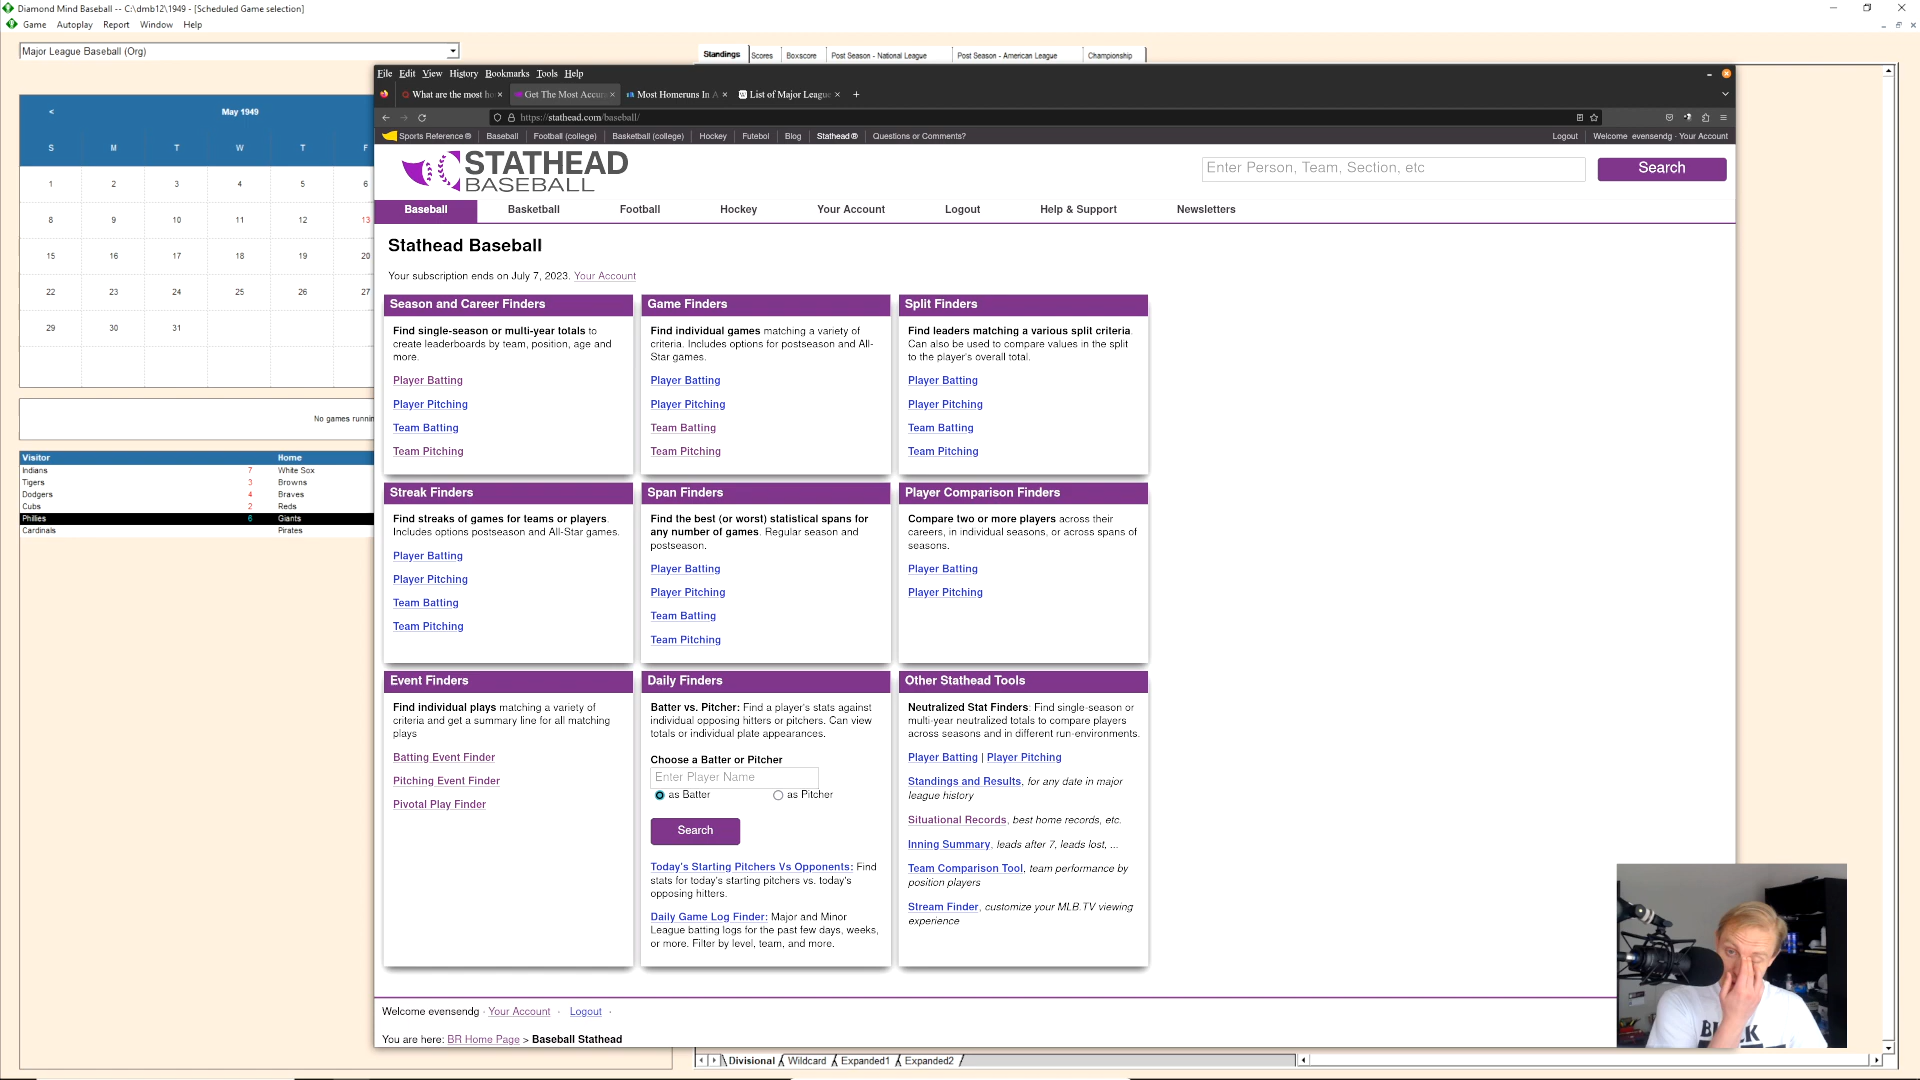 Diamond Mind Baseball -- C:\dmb12\1949 - [Scheduled Game selection]
Game Autoplay Report Window Help
Major League Baseball (Org)
Standings Scores Boxscore Post Season - National League Post Season - American League Championship
File Edit View History Bookmarks Tools Help
What are the most ho
Get The Most Accur
Most Homeruns In A
List of Major League
https://stathead.com/baseball/
Sports Reference ® Baseball Football (college) Basketball (college) Hockey Futebol Blog Stathead ® Questions or Comments? Logout Welcome evensendg · Your Account
STATHEAD
BASEBALL
Enter Person, Team, Section, etc
Search
Baseball Basketball Football Hockey Your Account Logout Help & Support Newsletters
< May 1949
S M T W T F
1 2 3 4 5 6
8 9 10 11 12 13
15 16 17 18 19 20
22 23 24 25 26 27
29 30 31
No games runnin
Visitor Home
Indians 7 White Sox
Tigers 3 Browns
Dodgers 4 Braves
Cubs 2 Reds
Phillies 6 Giants
Cardinals Pirates
Stathead Baseball
Your subscription ends on July 7, 2023. Your Account
Season and Career Finders
Find single-season or multi-year totals to
create leaderboards by team, position, age and
more.
Player Batting
Player Pitching
Team Batting
Team Pitching
Game Finders
Find individual games matching a variety of
criteria. Includes options for postseason and All-
Star games.
Player Batting
Player Pitching
Team Batting
Team Pitching
Split Finders
Find leaders matching a various split criteria.
Can also be used to compare values in the split
to the player's overall total.
Player Batting
Player Pitching
Team Batting
Team Pitching
Streak Finders
Find streaks of games for teams or players.
Includes options postseason and All-Star games.
Player Batting
Player Pitching
Team Batting
Team Pitching
Span Finders
Find the best (or worst) statistical spans for
any number of games. Regular season and
postseason.
Player Batting
Player Pitching
Team Batting
Team Pitching
Player Comparison Finders
Compare two or more players across their
careers, in individual seasons, or across spans of
seasons.
Player Batting
Player Pitching
Event Finders
Find individual plays matching a variety of
criteria and get a summary line for all matching
plays
Batting Event Finder
Pitching Event Finder
Pivotal Play Finder
Daily Finders
Batter vs. Pitcher: Find a player's stats against
individual opposing hitters or pitchers. Can view
totals or individual plate appearances.
Choose a Batter or Pitcher
Enter Player Name
as Batter as Pitcher
Search
Today's Starting Pitchers Vs Opponents: Find
stats for today's starting pitchers vs. today's
opposing hitters.
Daily Game Log Finder: Major and Minor
League batting logs for the past few days, weeks,
or more. Filter by level, team, and more.
Other Stathead Tools
Neutralized Stat Finders: Find single-season or
multi-year neutralized totals to compare players
across seasons and in different run-environments.
Player Batting | Player Pitching
Standings and Results, for any date in major
league history
Situational Records, best home records, etc.
Inning Summary, leads after 7, leads lost, ...
Team Comparison Tool, team performance by
position players
Stream Finder, customize your MLB.TV viewing
experience
Welcome evensendg · Your Account · Logout ·
You are here: BR Home Page > Baseball Stathead
Divisional Wildcard Expanded1 Expanded2